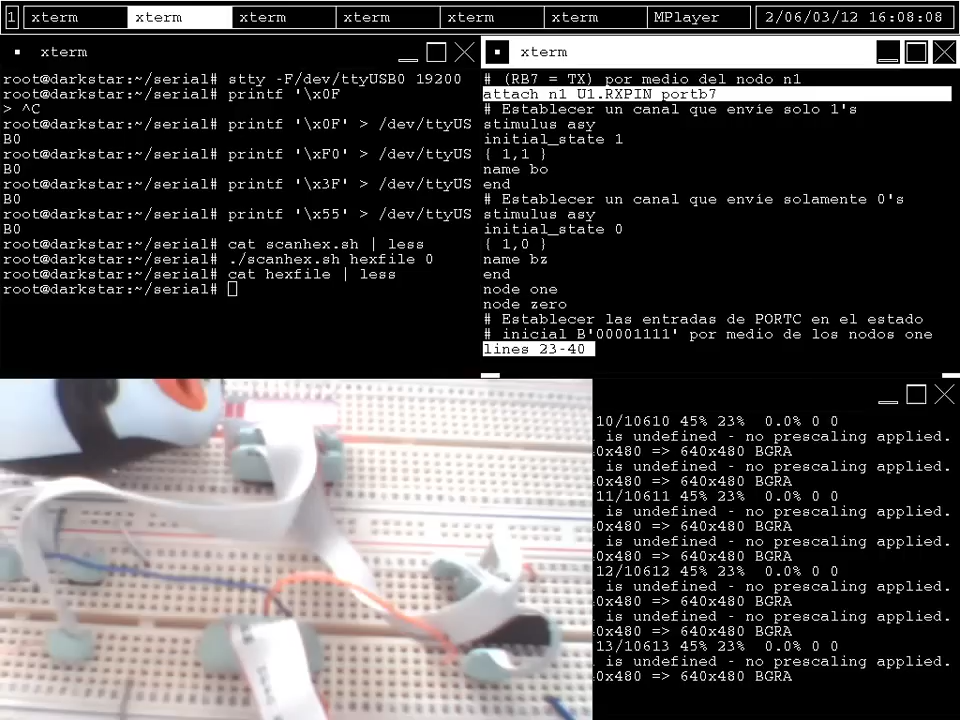 1 xterm xterm xterm xterm xterm xterm MPlayer 2/06/03/12 16:08:08
xterm
root@darkstar:~/serial# stty -F/dev/ttyUSB0 19200
root@darkstar:~/serial# printf '\x0F
> ^C
root@darkstar:~/serial# printf '\x0F' > /dev/ttyUS
B0
root@darkstar:~/serial# printf '\xF0' > /dev/ttyUS
B0
root@darkstar:~/serial# printf '\x3F' > /dev/ttyUS
B0
root@darkstar:~/serial# printf '\x55' > /dev/ttyUS
B0
root@darkstar:~/serial# cat scanhex.sh | less
root@darkstar:~/serial# ./scanhex.sh hexfile 0
root@darkstar:~/serial# cat hexfile | less
root@darkstar:~/serial#
xterm
# (RB7 = TX) por medio del nodo n1
attach n1 U1.RXPIN portb7
# Establecer un canal que envíe solo 1's
stimulus asy
initial_state 1
{ 1,1 }
name bo
end
# Establecer un canal que envíe solamente 0's
stimulus asy
initial_state 0
{ 1,0 }
name bz
end
node one
node zero
# Establecer las entradas de PORTC en el estado
# inicial B'00001111' por medio de los nodos one
lines 23-40
10/10610 45% 23% 0.0% 0 0
is undefined - no prescaling applied.
0x480 => 640x480 BGRA
is undefined - no prescaling applied.
0x480 => 640x480 BGRA
11/10611 45% 23% 0.0% 0 0
is undefined - no prescaling applied.
0x480 => 640x480 BGRA
is undefined - no prescaling applied.
0x480 => 640x480 BGRA
12/10612 45% 23% 0.0% 0 0
is undefined - no prescaling applied.
0x480 => 640x480 BGRA
is undefined - no prescaling applied.
0x480 => 640x480 BGRA
13/10613 45% 23% 0.0% 0 0
is undefined - no prescaling applied.
0x480 => 640x480 BGRA